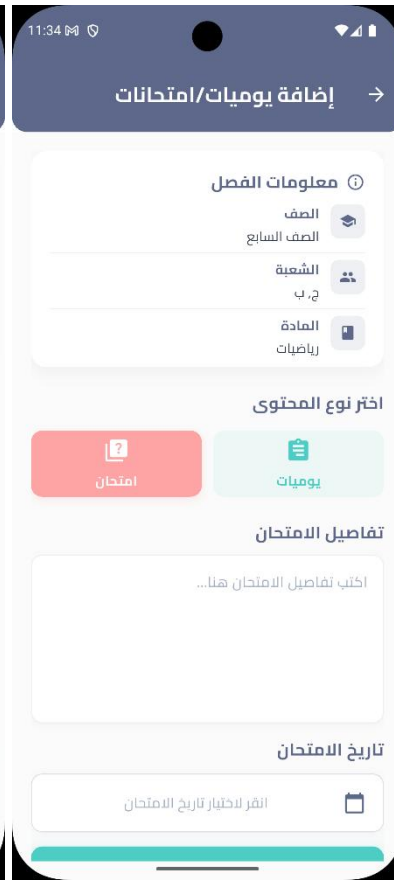 11:34
إضافة يوميات/امتحانات
معلومات الفصل
الصف
الصف السابع
الشعبة
ج, ب
المادة
رياضيات
اختر نوع المحتوى
يوميات
امتحان
تفاصيل الامتحان
اكتب تفاصيل الامتحان هنا...
تاريخ الامتحان
انقر لاختيار تاريخ الامتحان